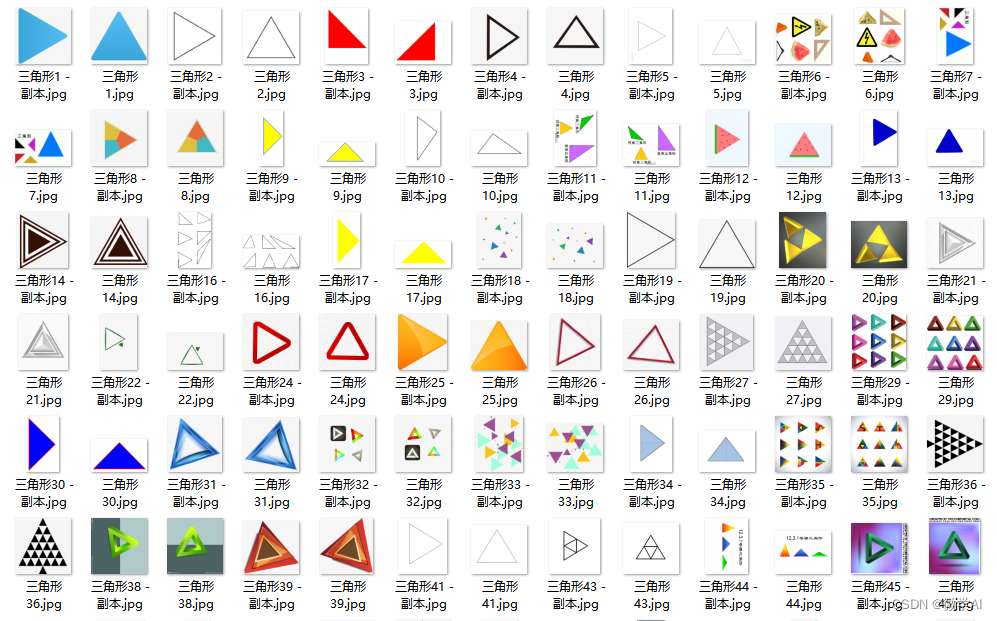 三角形1 -
副本.jpg
三角形
1.jpg
三角形2 -
副本.jpg
三角形
2.jpg
三角形3 -
副本.jpg
三角形
3.jpg
三角形4 -
副本.jpg
三角形
4.jpg
三角形5 -
副本.jpg
三角形
5.jpg
三角形6 -
副本.jpg
三角形
6.jpg
三角形7 -
副本.jpg
三角形
7.jpg
三角形8 -
副本.jpg
三角形
8.jpg
三角形9 -
副本.jpg
三角形
9.jpg
三角形10 -
副本.jpg
三角形
10.jpg
三角形11 -
副本.jpg
三角形
11.jpg
三角形12 -
副本.jpg
三角形
12.jpg
三角形13 -
副本.jpg
三角形
13.jpg
三角形14 -
副本.jpg
三角形
14.jpg
三角形16 -
副本.jpg
三角形
16.jpg
三角形17 -
副本.jpg
三角形
17.jpg
三角形18 -
副本.jpg
三角形
18.jpg
三角形19 -
副本.jpg
三角形
19.jpg
三角形20 -
副本.jpg
三角形
20.jpg
三角形21 -
副本.jpg
三角形
21.jpg
三角形22 -
副本.jpg
三角形
22.jpg
三角形24 -
副本.jpg
三角形
24.jpg
三角形25 -
副本.jpg
三角形
25.jpg
三角形26 -
副本.jpg
三角形
26.jpg
三角形27 -
副本.jpg
三角形
27.jpg
三角形29 -
副本.jpg
三角形
29.jpg
三角形30 -
副本.jpg
三角形
30.jpg
三角形31 -
副本.jpg
三角形
31.jpg
三角形32 -
副本.jpg
三角形
32.jpg
三角形33 -
副本.jpg
三角形
33.jpg
三角形34 -
副本.jpg
三角形
34.jpg
三角形35 -
副本.jpg
三角形
35.jpg
三角形36 -
副本.jpg
三角形
36.jpg
三角形38 -
副本.jpg
三角形
38.jpg
三角形39 -
副本.jpg
三角形
39.jpg
三角形41 -
副本.jpg
三角形
41.jpg
三角形43 -
副本.jpg
三角形
43.jpg
三角形44 -
副本.jpg
三角形
44.jpg
三角形45 -
副本.jpg
三角形
45.jpg
CSDN